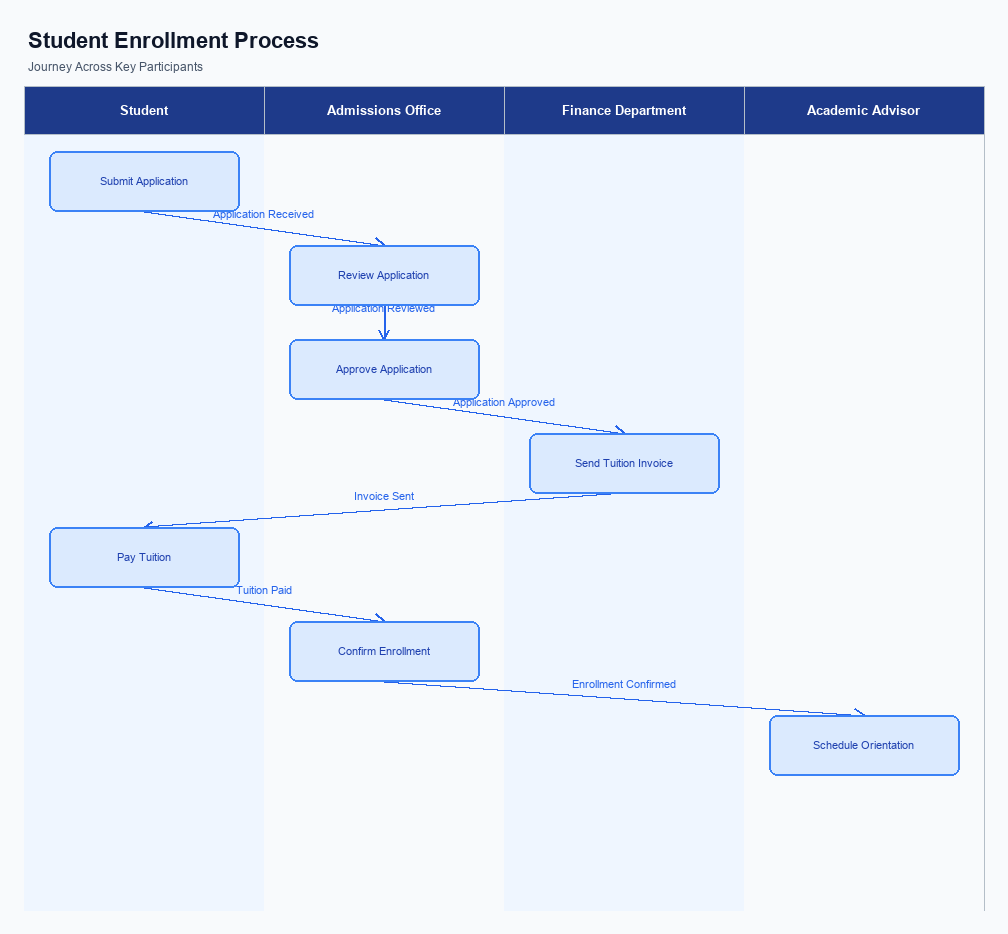 Student Enrollment Process
Journey Across Key Participants
Student
Admissions Office
Finance Department
Academic Advisor
Submit Application
Application Received
Review Application
Application Reviewed
Approve Application
Application Approved
Send Tuition Invoice
Invoice Sent
Pay Tuition
Tuition Paid
Confirm Enrollment
Enrollment Confirmed
Schedule Orientation